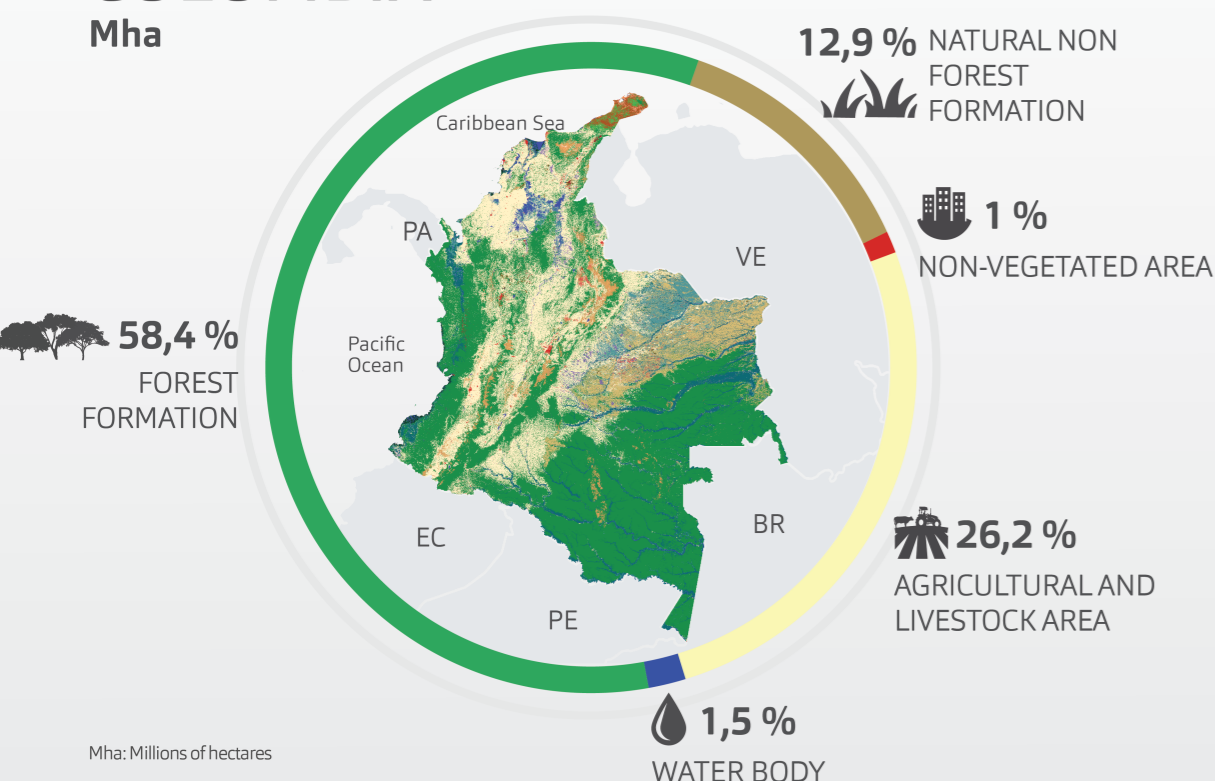 Mha
12,9 %
NATURAL NON
FOREST
FORMATION
Caribbean Sea
PA
VE
1 %
NON-VEGETATED AREA
58,4 %
FOREST
FORMATION
Pacific
Ocean
EC
BR
PE
26,2 %
AGRICULTURAL AND
LIVESTOCK AREA
1,5 %
WATER BODY
Mha: Millions of hectares